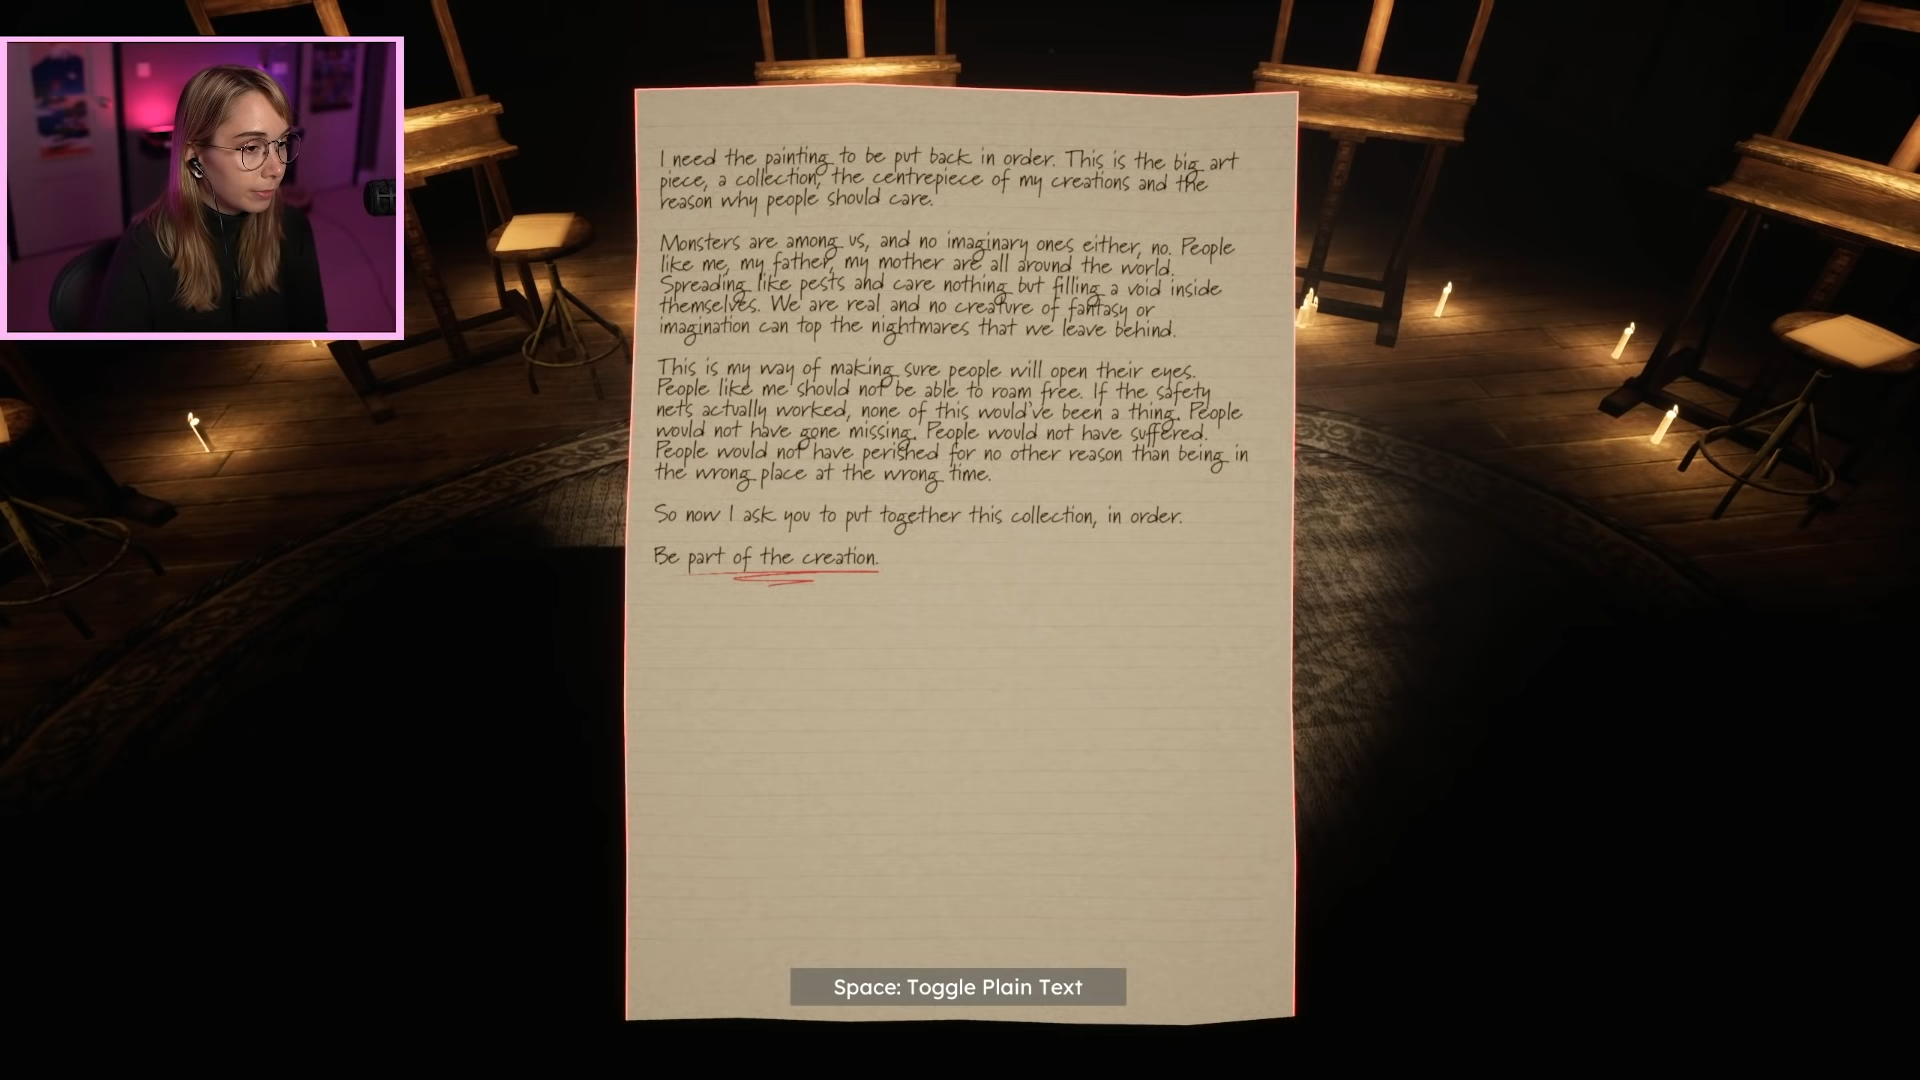 I need the painting to be put back in order. This is the big art
piece, a collection, the centrepiece of my creations and the
reason why people should care.
Monsters are among us, and no imaginary ones either, no. People
like me, my father, my mother are all around the world.
Spreading like pests and care nothing but filling a void inside
themselves. We are real and no creature of fantasy or
imagination can top the nightmares that we leave behind.
This is my way of making sure people will open their eyes.
People like me should not be able to roam free. If the safety
nets actually worked, none of this would've been a thing. People
would not have gone missing. People would not have suffered.
People would not have perished for no other reason than being in
the wrong place at the wrong time.
So now I ask you to put together this collection, in order.
Be part of the creation.
Space: Toggle Plain Text